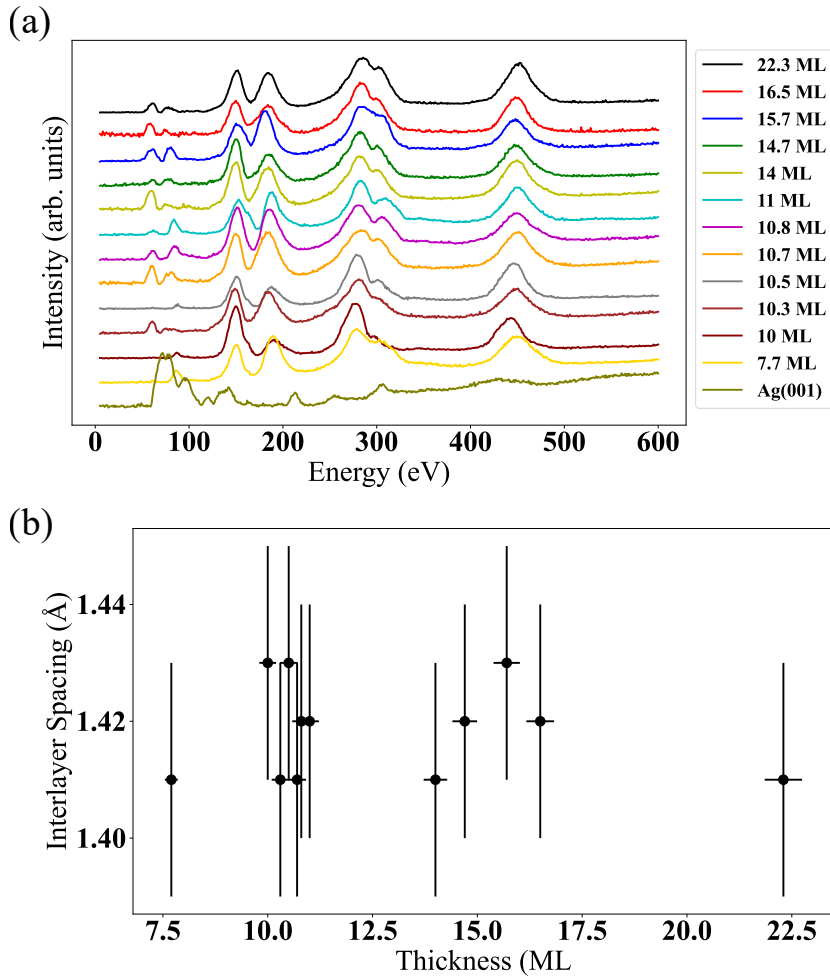 (a)
Intensity (arb. units)
22.3 ML
16.5 ML
15.7 ML
14.7 ML
14 ML
11 ML
10.8 ML
10.7 ML
10.5 ML
10.3 ML
10 ML
7.7 ML
Ag(001)
0 100 200 300 400 500 600
Energy (eV)
(b)
Interlayer Spacing (Å)
1.44
1.42
1.40
7.5 10.0 12.5 15.0 17.5 20.0 22.5
Thickness (ML